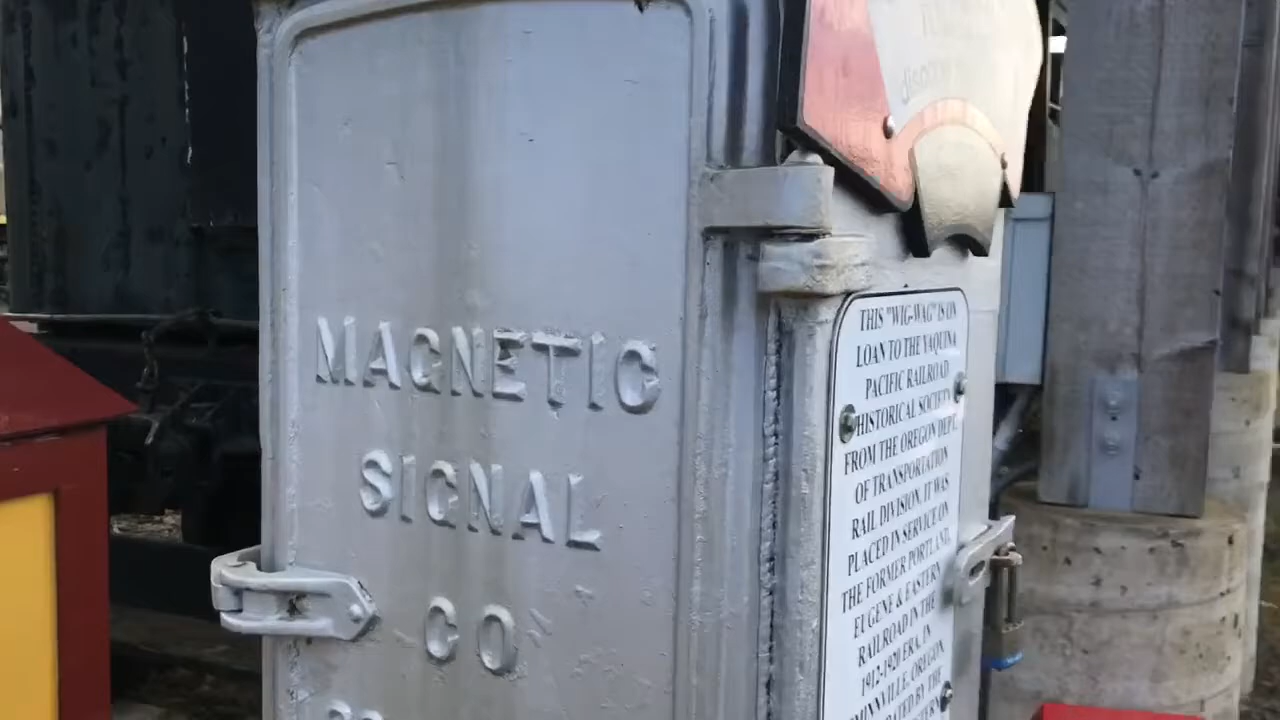 MAGNETIC
SIGNAL
CO
THIS "WIG-WAG" IS ON
LOAN TO THE YAQUINA
PACIFIC RAILROAD
HISTORICAL SOCIETY
FROM THE OREGON DEPT.
OF TRANSPORTATION
RAIL DIVISION. IT WAS
PLACED IN SERVICE ON
THE FORMER PORTLAND,
EUGENE & EASTERN
RAILROAD IN THE
1912-1920 ERA, IN
OREGON
BY THE